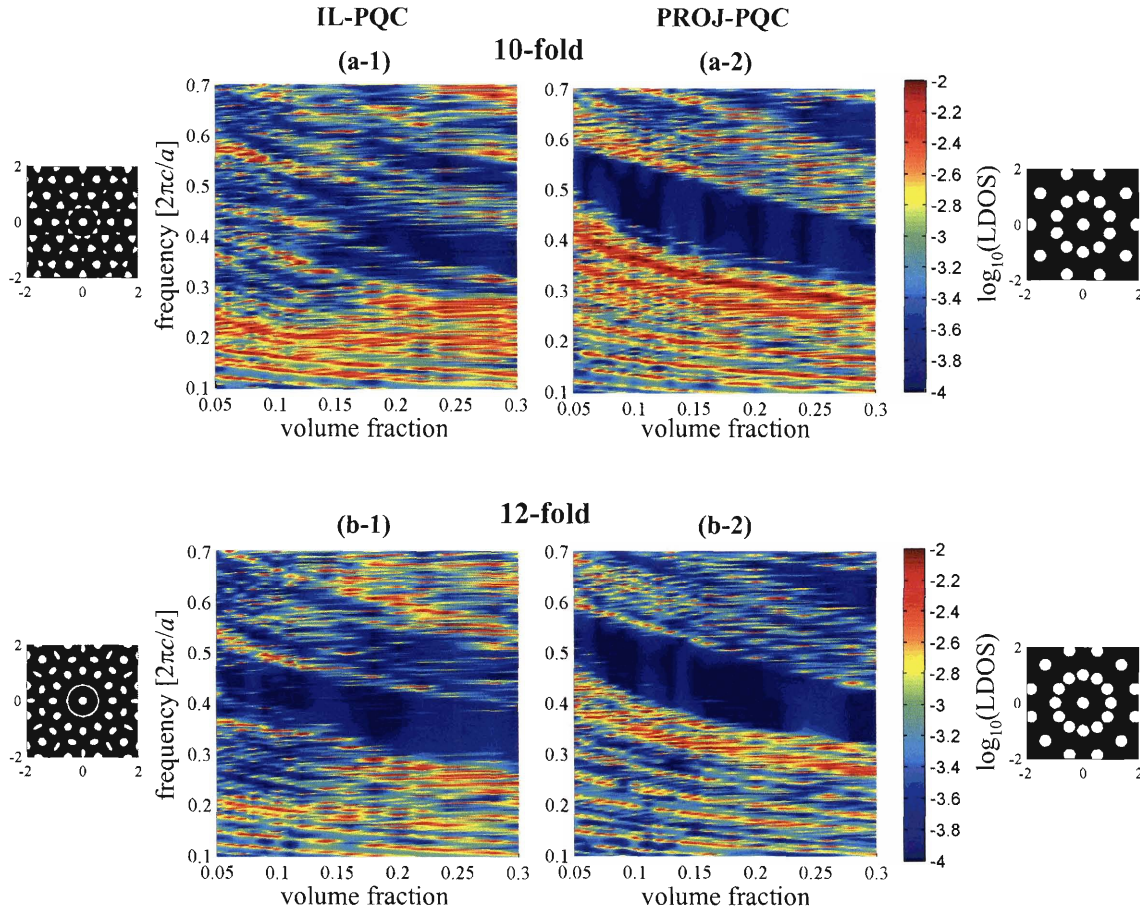 IL-PQC PROJ-PQC
10-fold
(a-1) (a-2)
0.7
0.6
0.5
0.4
0.3
0.2
0.1
0.05 0.1 0.15 0.2 0.25 0.3
frequency [2πc/a]
volume fraction
0.7
0.6
0.5
0.4
0.3
0.2
0.1
0.05 0.1 0.15 0.2 0.25 0.3
volume fraction
-2
-2.2
-2.4
-2.6
-2.8
-3
-3.2
-3.4
-3.6
-3.8
-4
log10(LDOS)
2
0
-2
-2 0 2
2
0
-2
-2 0 2
12-fold
(b-1) (b-2)
0.7
0.6
0.5
0.4
0.3
0.2
0.1
0.05 0.1 0.15 0.2 0.25 0.3
frequency [2πc/a]
volume fraction
0.7
0.6
0.5
0.4
0.3
0.2
0.1
0.05 0.1 0.15 0.2 0.25 0.3
volume fraction
-2
-2.2
-2.4
-2.6
-2.8
-3
-3.2
-3.4
-3.6
-3.8
-4
log10(LDOS)
2
0
-2
-2 0 2
2
0
-2
-2 0 2